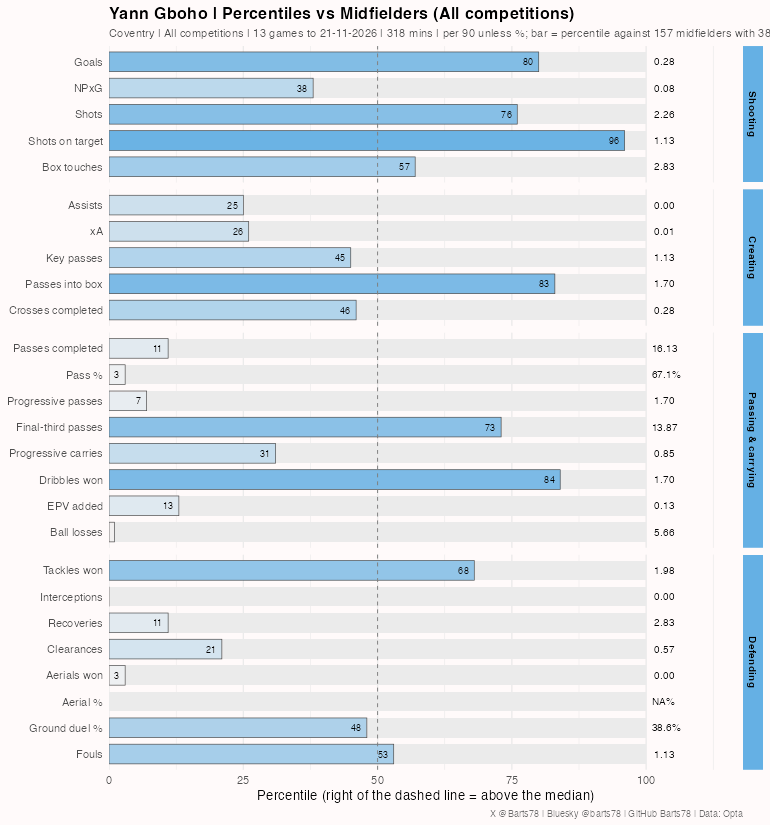 Yann Gboho | Percentiles vs Midfielders (All competitions)
Coventry | All competitions | 13 games to 21-11-2026 | 318 mins | per 90 unless %; bar = percentile against 157 midfielders with 38
Goals 80 0.28
NPxG 38 0.08
Shots 76 2.26
Shots on target 96 1.13
Box touches 57 2.83
Shooting
Assists 25 0.00
xA 26 0.01
Key passes 45 1.13
Passes into box 83 1.70
Crosses completed 46 0.28
Creating
Passes completed 11 16.13
Pass % 3 67.1%
Progressive passes 7 1.70
Final-third passes 73 13.87
Progressive carries 31 0.85
Dribbles won 84 1.70
EPV added 13 0.13
Ball losses 5.66
Passing & carrying
Tackles won 68 1.98
Interceptions 0.00
Recoveries 11 2.83
Clearances 21 0.57
Aerials won 3 0.00
Aerial % NA%
Ground duel % 48 38.6%
Fouls 53 1.13
Defending
0 25 50 75 100
Percentile (right of the dashed line = above the median)
X @Barts78 | Bluesky @barts78 | GitHub Barts78 | Data: Opta